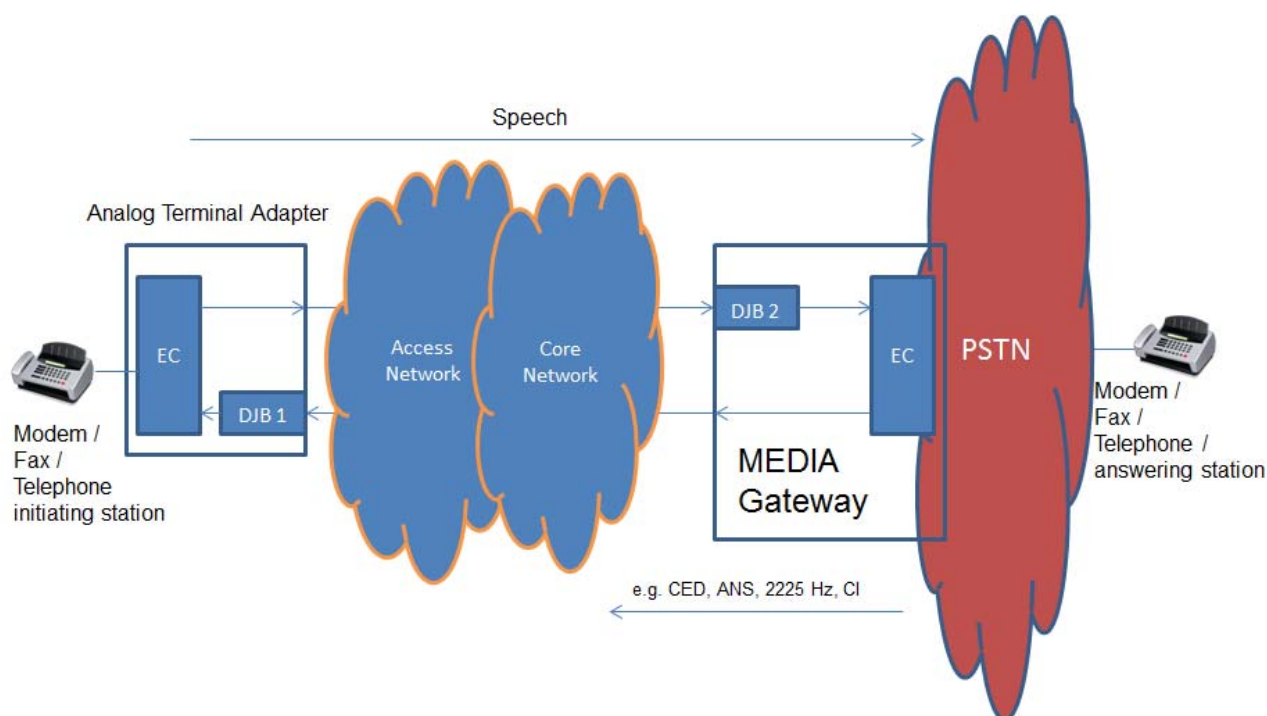 Speech
Analog Terminal Adapter
EC
DJB 1
Access
Network
Core
Network
DJB 2
EC
PSTN
MEDIA
Gateway
Modem /
Fax /
Telephone
initiating station
Modem /
Fax /
Telephone /
answering station
e.g. CED, ANS, 2225 Hz, CI